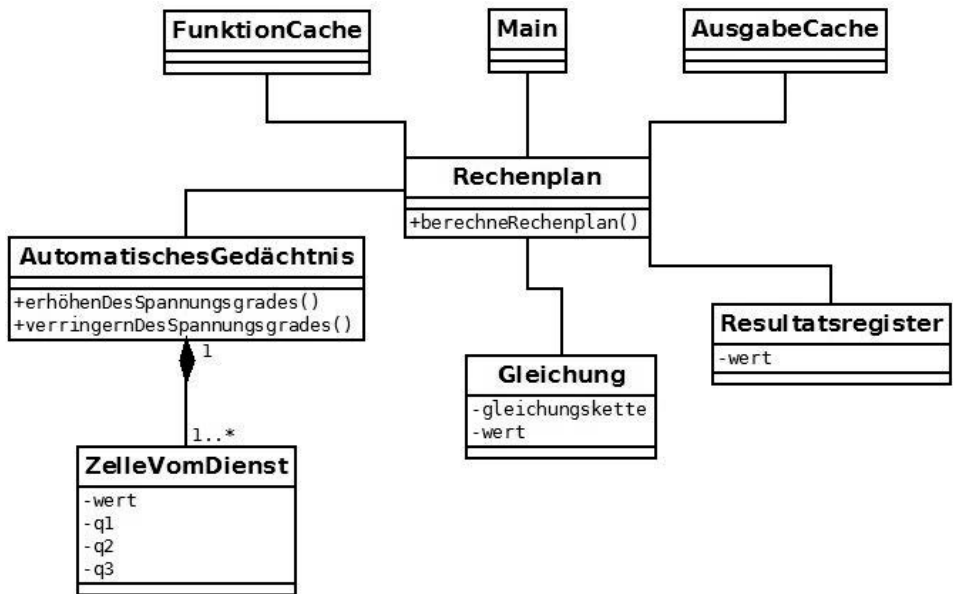 FunktionCache
Main
AusgabeCache
Rechenplan
+berechneRechenplan()
AutomatischesGedächtnis
+erhöhenDesSpannungsgrades()
+verringernDesSpannungsgrades()
1
1..*
ZelleVomDienst
-wert
-q1
-q2
-q3
Gleichung
-gleichungskette
-wert
Resultatsregister
-wert